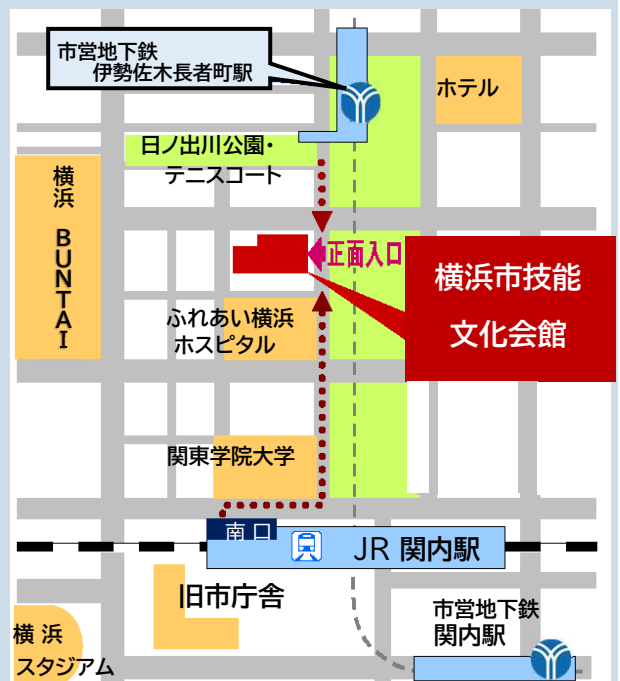 市営地下鉄
伊勢佐木長者町駅
ホテル
日ノ出川公園・
テニスコート
横浜 BUNTAI
正面入口
横浜市技能
文化会館
ふれあい横浜
ホスピタル
関東学院大学
南口
JR 関内駅
旧市庁舎
市営地下鉄
関内駅
横浜
スタジアム